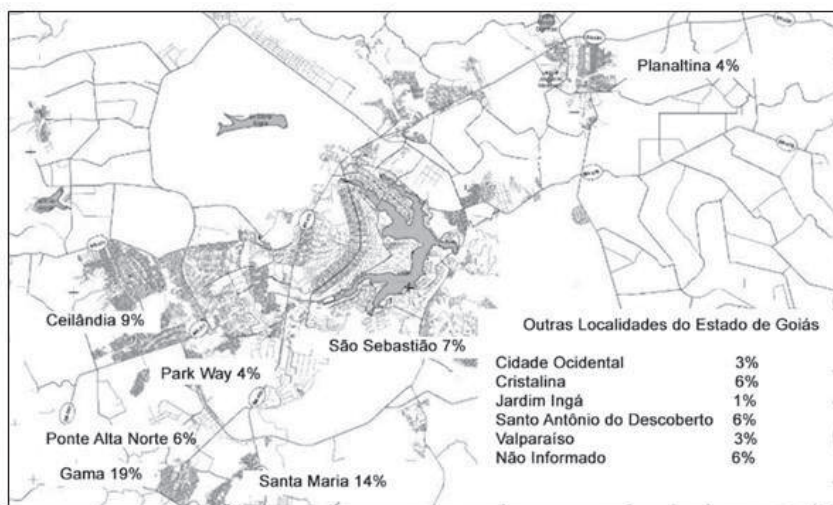 Planaltina 4%
Ceilândia 9%
Outras Localidades do Estado de Goiás
São Sebastião 7%
Cidade Ocidental 3%
Park Way 4%
Cristalina 6%
Jardim Ingá 1%
Santo Antônio do Descoberto 6%
Ponte Alta Norte 6%
Valparaíso 3%
Não Informado 6%
Gama 19%
Santa Maria 14%